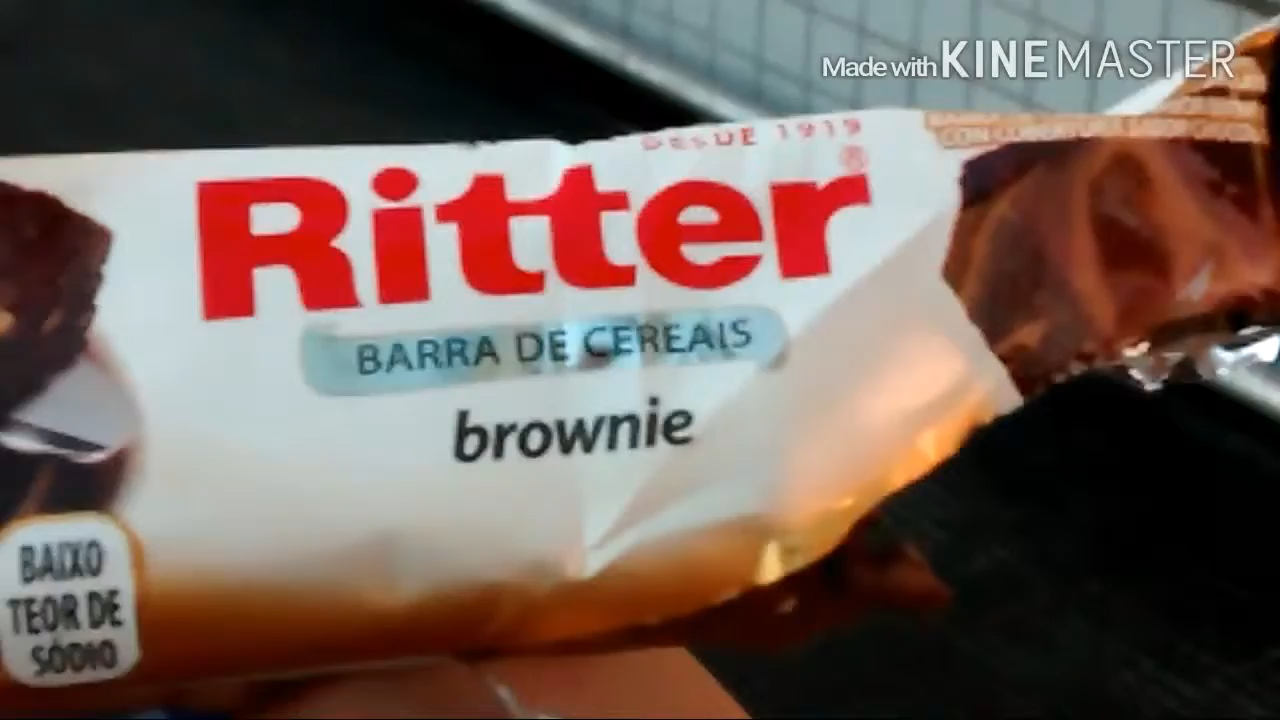 Made with KINEMASTER
DESDE 1919
Ritter®
BARRA DE CEREAIS
brownie
BAIXO
TEOR DE
SÓDIO